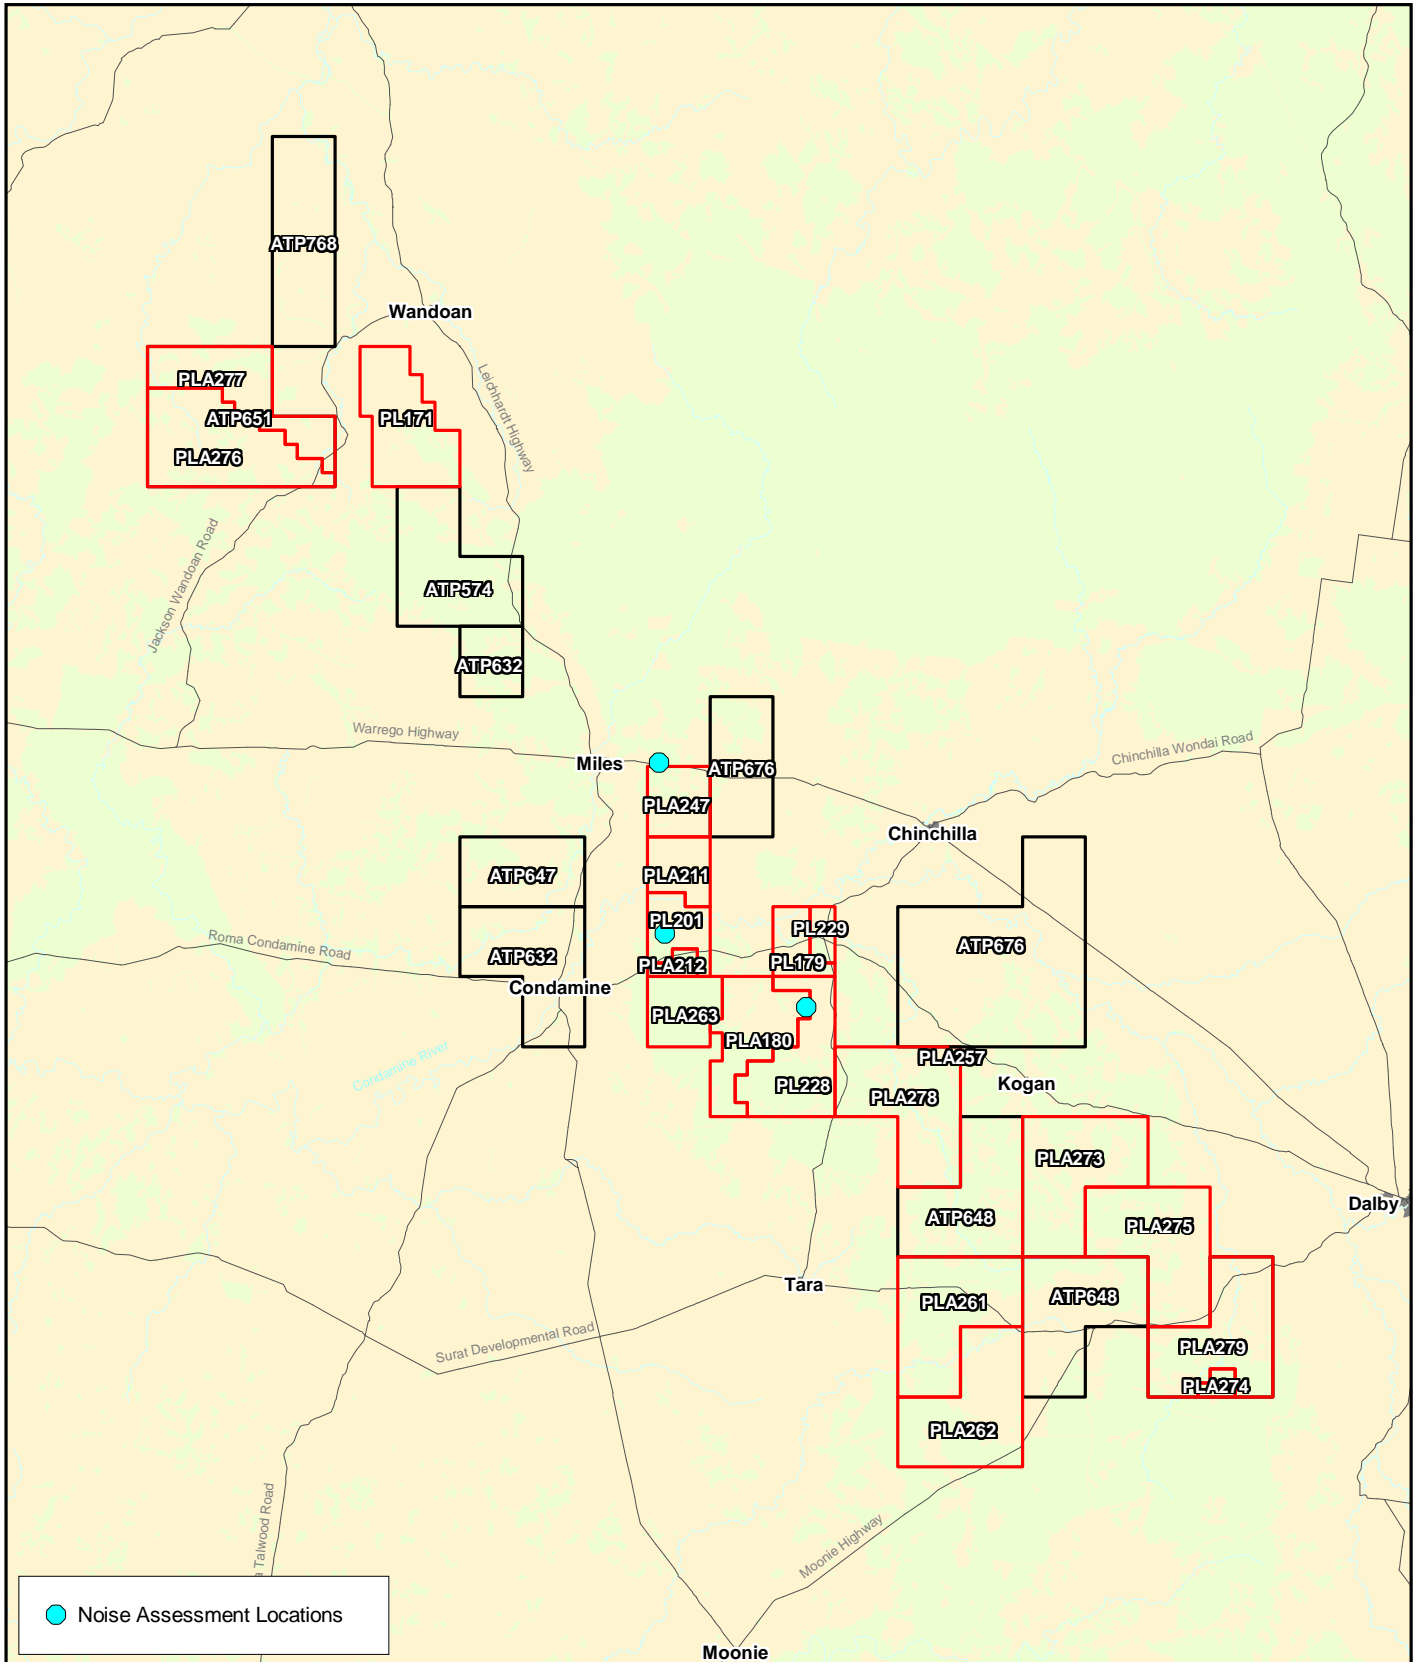 ATP768
Wandoan
PLA277
ATP651
PLA276
PL171
Leichhardt Highway
Jackson Wandoan Road
ATP574
ATP632
Warrego Highway
Miles
ATP676
Chinchilla Wondai Road
PLA247
Chinchilla
ATP647
PLA211
PL201
PL229
ATP676
Roma Condamine Road
ATP632
PLA212
PL179
Condamine
PLA263
PLA180
PLA257
Condamine River
PL228
PLA278
Kogan
PLA273
Dalby
ATP648
PLA275
Tara
PLA261
ATP648
Surat Developmental Road
PLA279
PLA274
PLA262
Moonie Highway
a Talwood Road
Noise Assessment Locations
Moonie